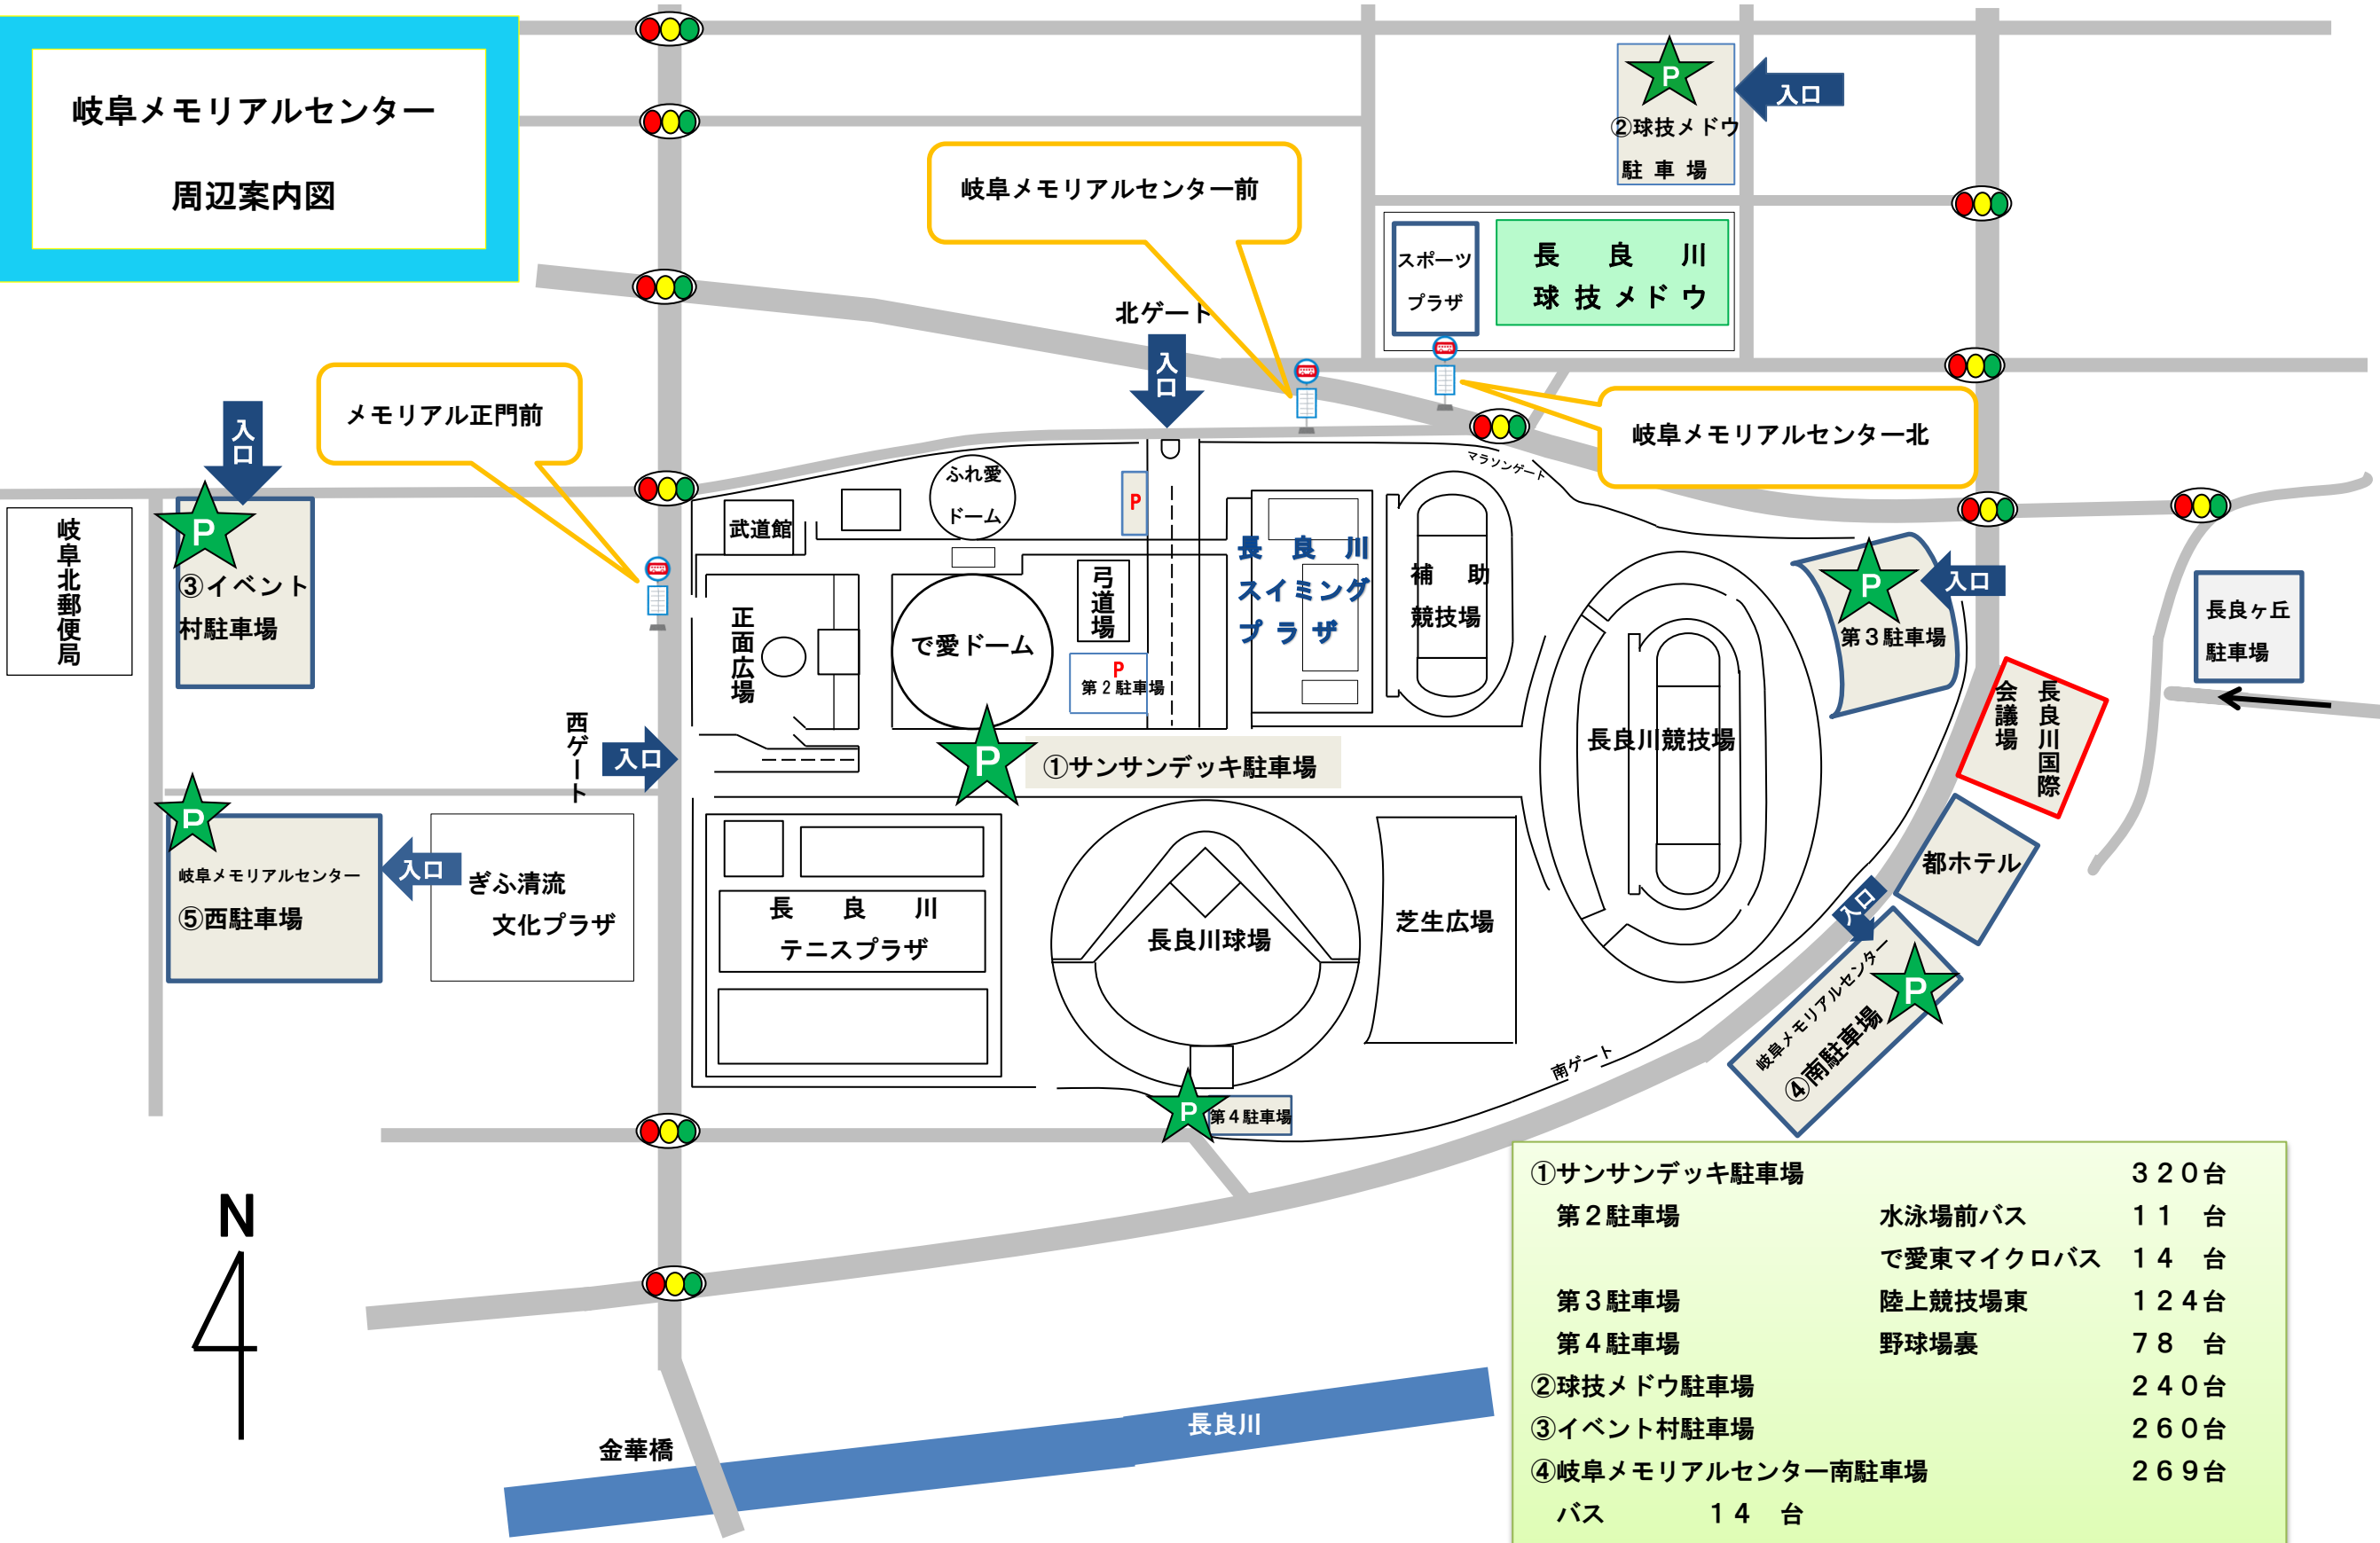 岐阜メモリアルセンター
周辺案内図
P
②球技メドウ
駐車場
入口
岐阜メモリアルセンター前
スポーツ
プラザ
長良川
球技メドウ
北ゲート
入口
メモリアル正門前
岐阜メモリアルセンター北
マラソンゲート
入口
P
③イベント
村駐車場
岐阜北郵便局
武道館
ふれ愛
ドーム
P
長良川
スイミング
プラザ
補助
競技場
弓道場
正面広場
で愛ドーム
P
第2駐車場
P
入口
第3駐車場
長良ヶ丘
駐車場
長良川国際
会議場
西ゲート
入口
P
①サンサンデッキ駐車場
長良川競技場
P
岐阜メモリアルセンター
⑤西駐車場
入口
ぎふ清流
文化プラザ
長良川
テニスプラザ
長良川球場
芝生広場
都ホテル
入口
岐阜メモリアルセンター
④南駐車場
P
南ゲート
P
第4駐車場
N
金華橋
長良川
①サンサンデッキ駐車場 320台
第2駐車場 水泳場前バス 11 台
で愛東マイクロバス 14 台
第3駐車場 陸上競技場東 124台
第4駐車場 野球場裏 78 台
②球技メドウ駐車場 240台
③イベント村駐車場 260台
④岐阜メモリアルセンター南駐車場 269台
バス 14 台